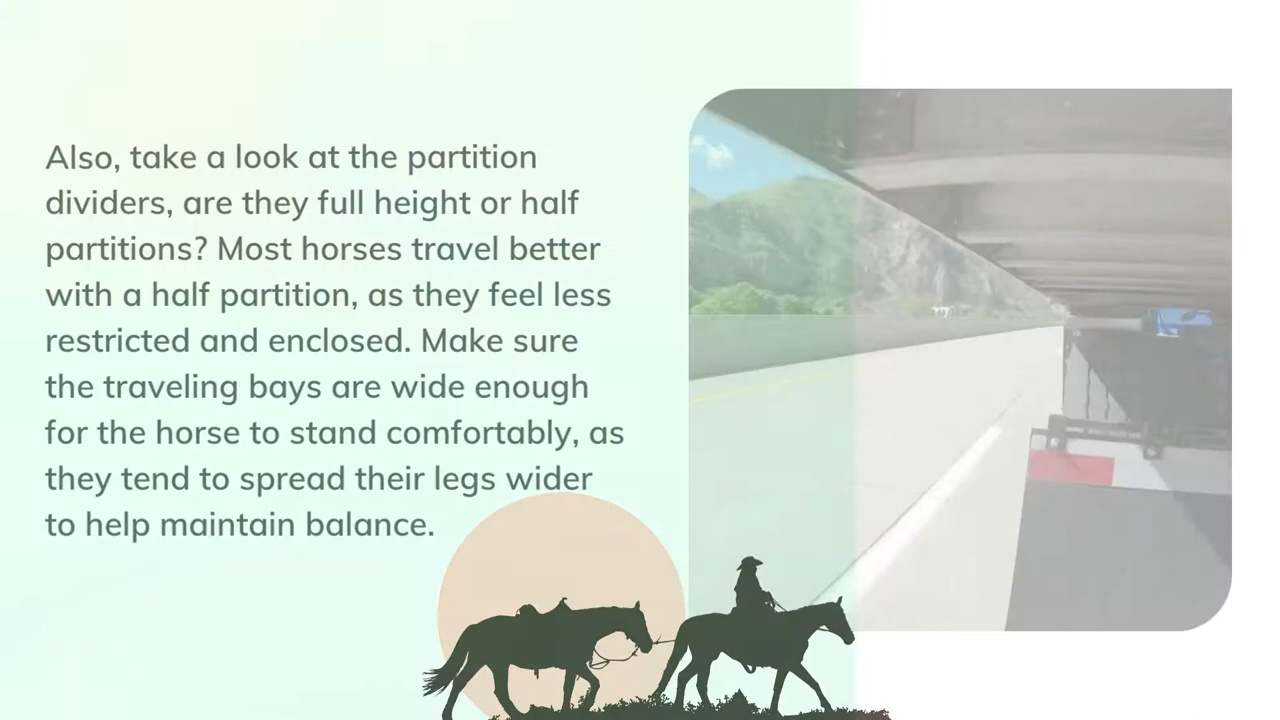 Also, take a look at the partition
dividers, are they full height or half
partitions? Most horses travel better
with a half partition, as they feel less
restricted and enclosed. Make sure
the traveling bays are wide enough
for the horse to stand comfortably, as
they tend to spread their legs wider
to help maintain balance.